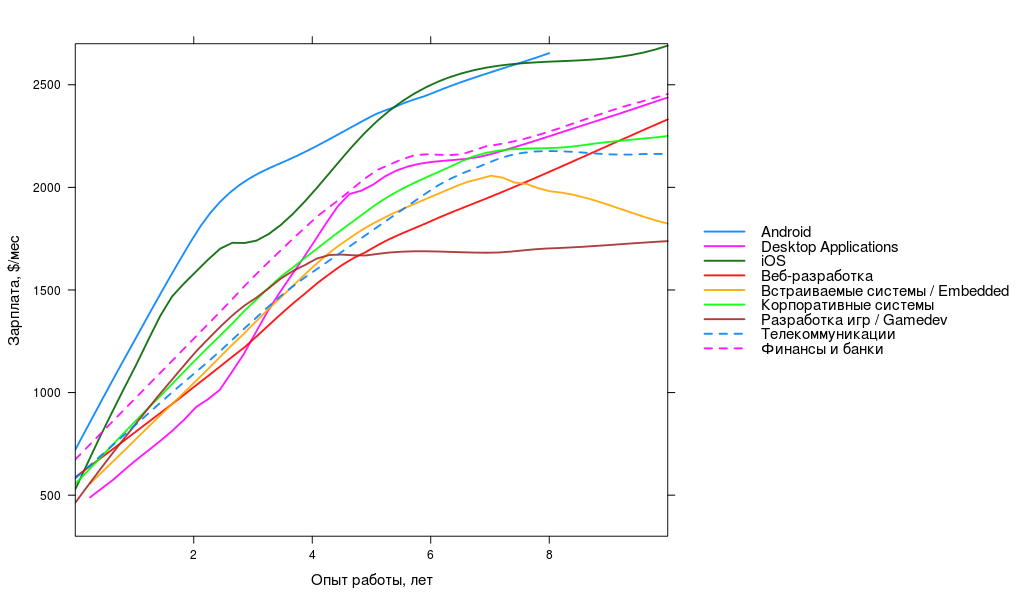 2500
2000
1500
1000
500
2
4
6
8
Зарплата, $/мес
Опыт работы, лет
Android
Desktop Applications
iOS
Веб-разработка
Встраиваемые системы / Embedded
Корпоративные системы
Разработка игр / Gamedev
Телекоммуникации
Финансы и банки